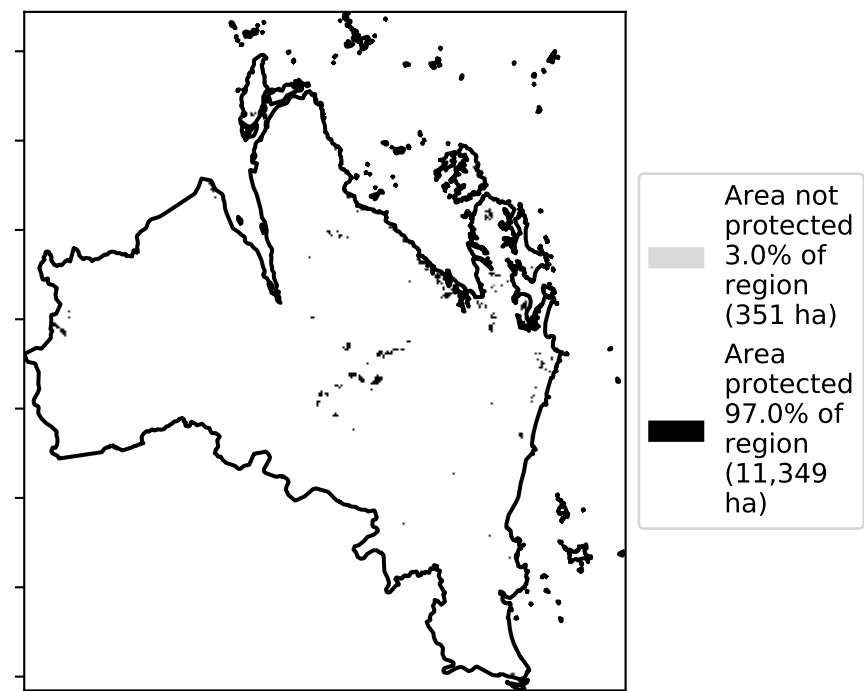 Area not
protected
3.0% of
region
(351 ha)
Area
protected
97.0% of
region
(11,349
ha)